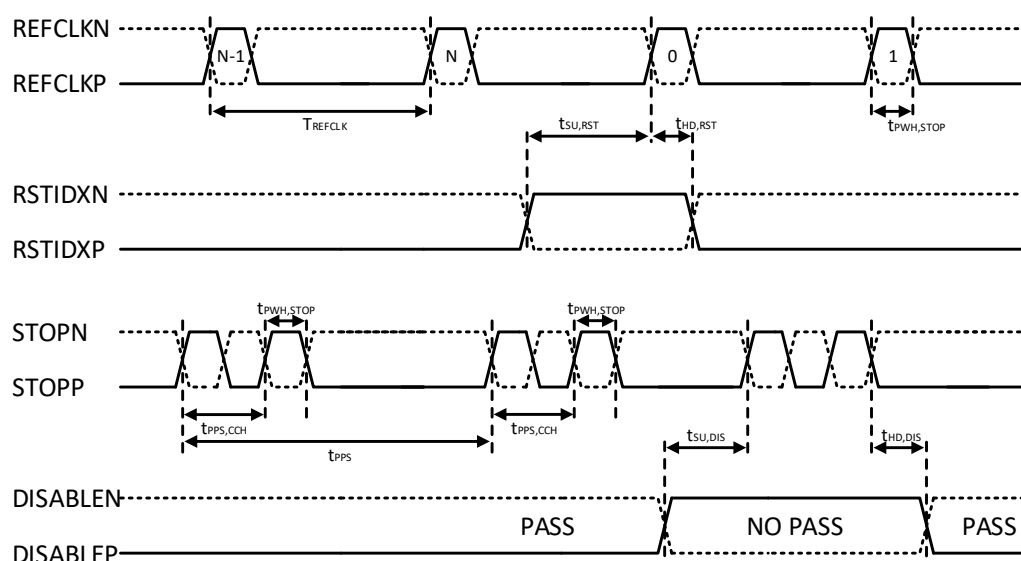 REFCLKN
N-1 N 0 1
REFCLKP
TREFCLK tSU,RST tHD,RST tPWH,STOP
RSTIDXN
RSTIDXP
tPWH,STOP tPWH,STOP
STOPN
STOPP
tPPS,CCH tPPS,CCH tSU,DIS tHD,DIS
tPPS
DISABLEN
PASS NO PASS PASS
DISABLEP